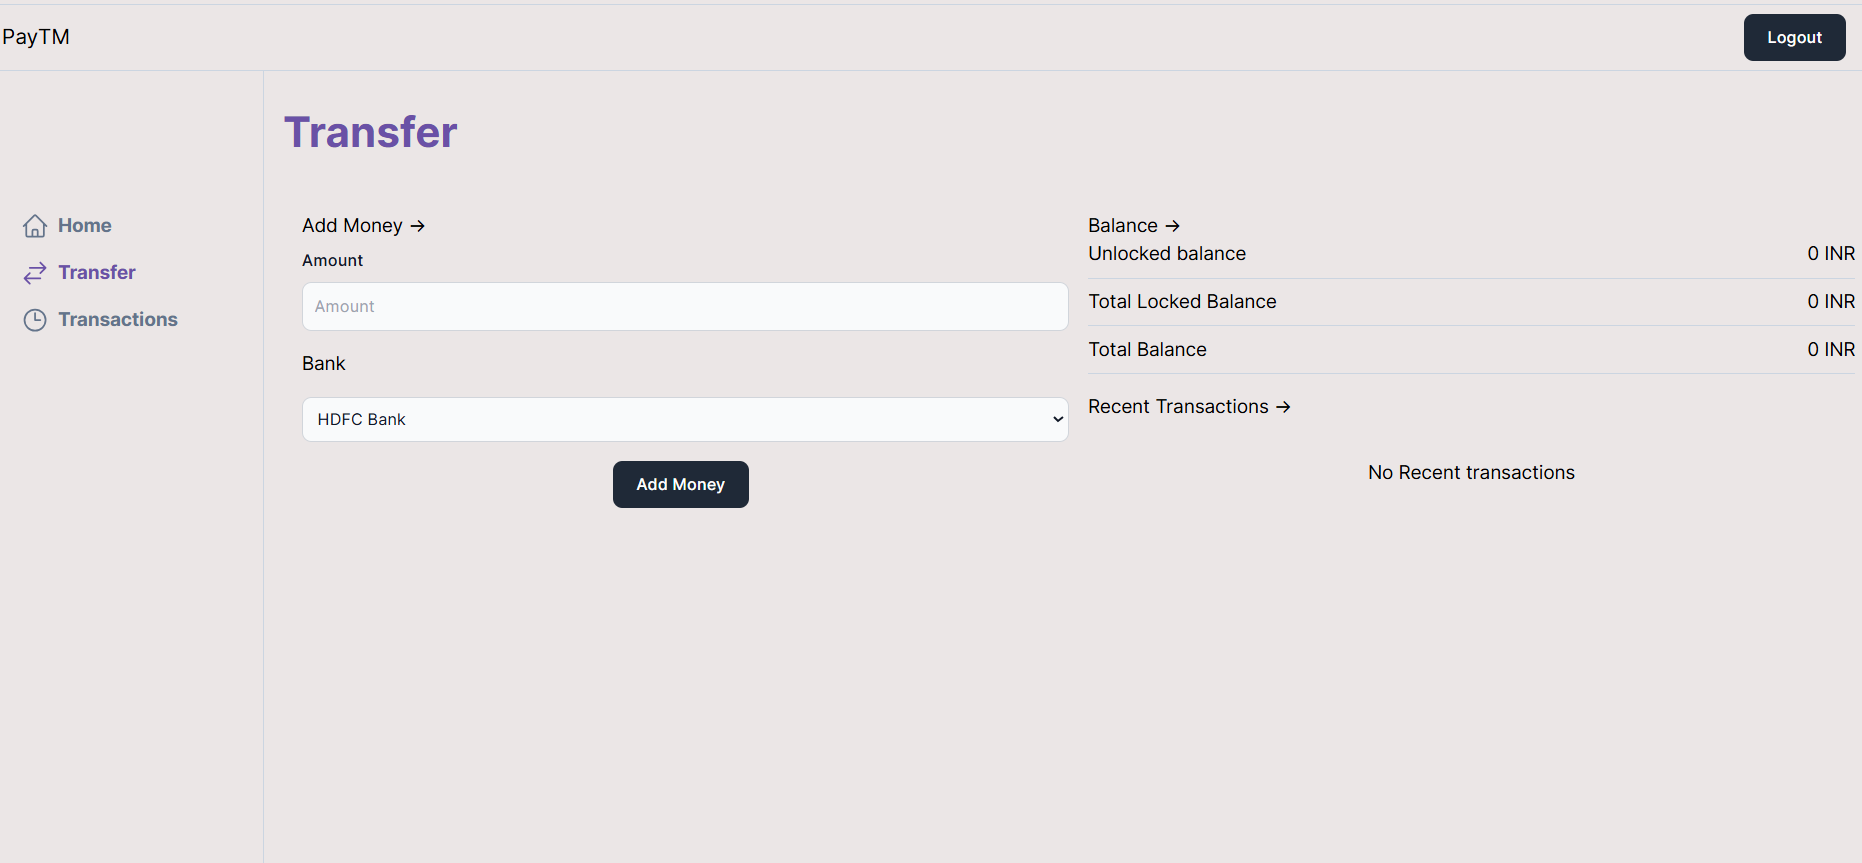 PayTM
Logout
Home
Transfer
Transactions
Transfer
Add Money →
Amount
Amount
Bank
HDFC Bank
Add Money
Balance →
Unlocked balance 0 INR
Total Locked Balance 0 INR
Total Balance 0 INR
Recent Transactions →
No Recent transactions